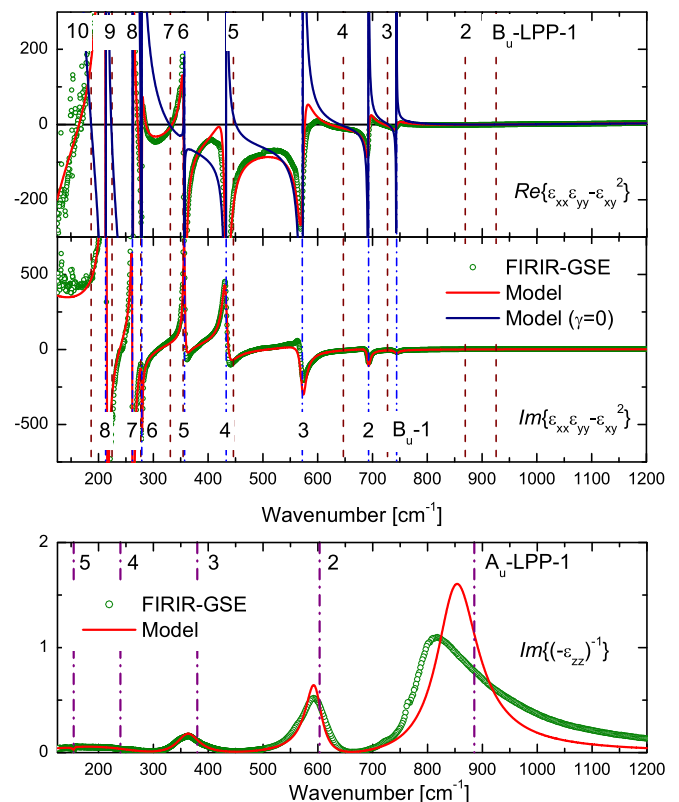 300
200
100
0
-200
10 9 8 7 6 5 4 3 2 Bu-LPP-1
Re{εxxεyy-εxy²}
500
0
-500
FIRIR-GSE
Model
Model (γ=0)
Im{εxxεyy-εxy²}
8 7 6 5 4 3 2 Bu-1
200 300 400 500 600 700 800 900 1000 1100 1200
Wavenumber [cm⁻¹]
2
1
0
5 4 3 2 Au-LPP-1
FIRIR-GSE
Model
Im{(-εzz)⁻¹}
200 300 400 500 600 700 800 900 1000 1100 1200
Wavenumber [cm⁻¹]